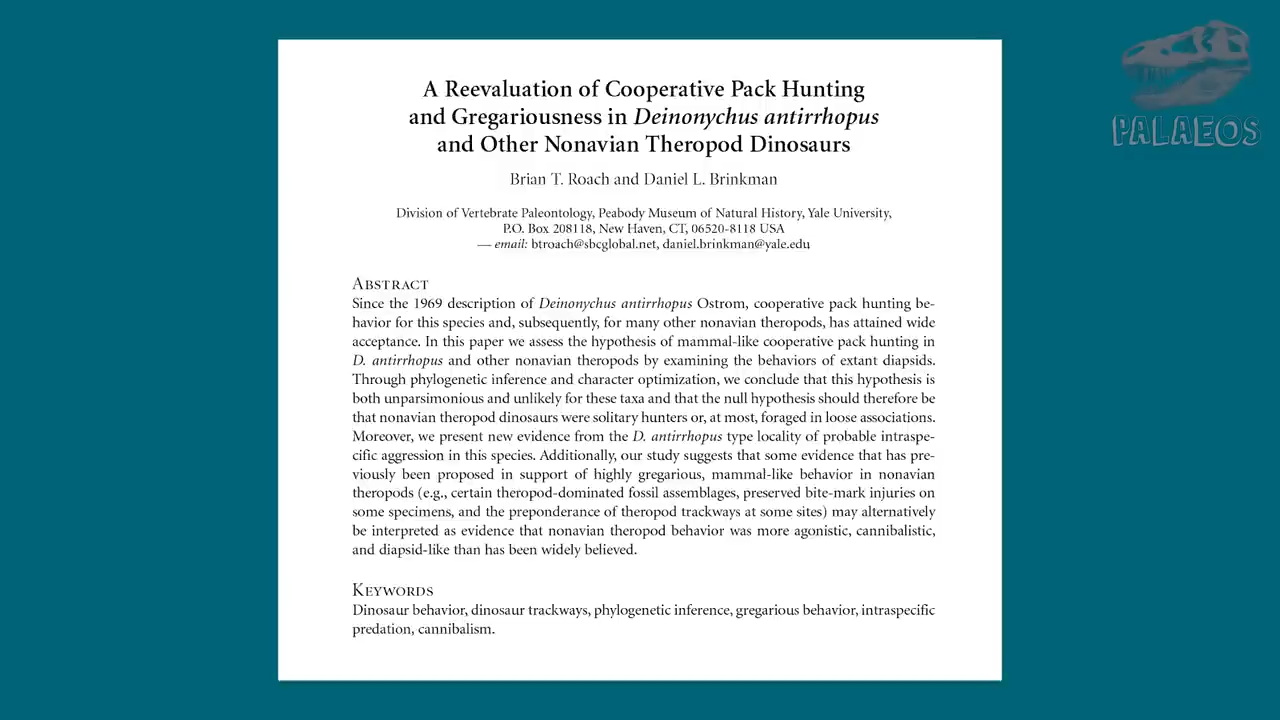 A Reevaluation of Cooperative Pack Hunting
and Gregariousness in Deinonychus antirrhopus
and Other Nonavian Theropod Dinosaurs
Brian T. Roach and Daniel L. Brinkman
Division of Vertebrate Paleontology, Peabody Museum of Natural History, Yale University,
P.O. Box 208118, New Haven, CT, 06520-8118 USA
— email: btroach@sbcglobal.net, daniel.brinkman@yale.edu
Abstract
Since the 1969 description of Deinonychus antirrhopus Ostrom, cooperative pack hunting be-
havior for this species and, subsequently, for many other nonavian theropods, has attained wide
acceptance. In this paper we assess the hypothesis of mammal-like cooperative pack hunting in
D. antirrhopus and other nonavian theropods by examining the behaviors of extant diapsids.
Through phylogenetic inference and character optimization, we conclude that this hypothesis is
both unparsimonious and unlikely for these taxa and that the null hypothesis should therefore be
that nonavian theropod dinosaurs were solitary hunters or, at most, foraged in loose associations.
Moreover, we present new evidence from the D. antirrhopus type locality of probable intraspe-
cific aggression in this species. Additionally, our study suggests that some evidence that has pre-
viously been proposed in support of highly gregarious, mammal-like behavior in nonavian
theropods (e.g., certain theropod-dominated fossil assemblages, preserved bite-mark injuries on
some specimens, and the preponderance of theropod trackways at some sites) may alternatively
be interpreted as evidence that nonavian theropod behavior was more agonistic, cannibalistic,
and diapsid-like than has been widely believed.
Keywords
Dinosaur behavior, dinosaur trackways, phylogenetic inference, gregarious behavior, intraspecific
predation, cannibalism.
PALAEOS